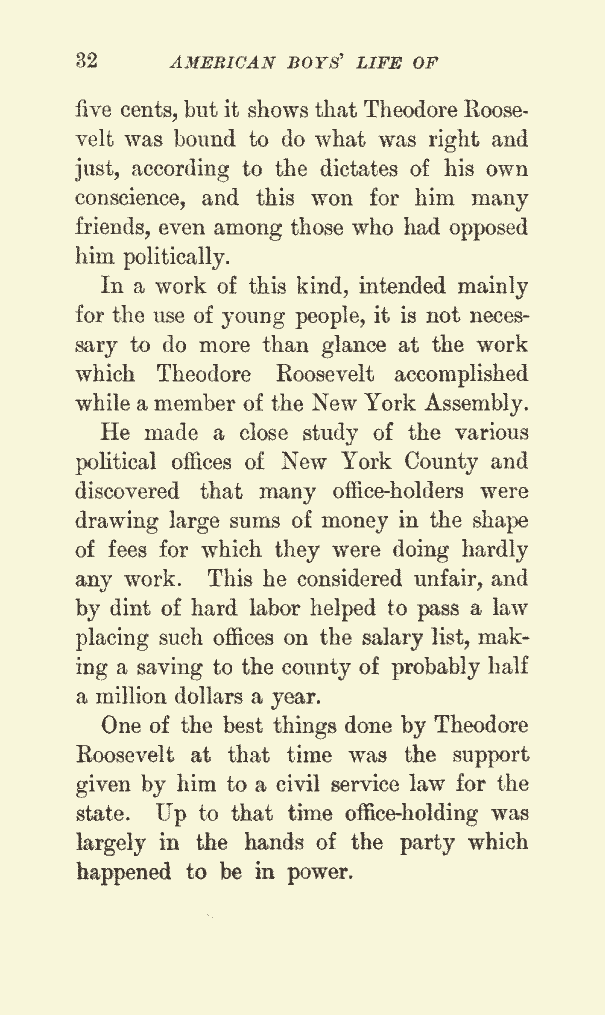 32 AMERICAN BOYS' LIFE OF
five cents, but it shows that Theodore Roose-
velt was bound to do what was right and
just, according to the dictates of his own
conscience, and this won for him many
friends, even among those who had opposed
him politically.
In a work of this kind, intended mainly
for the use of young people, it is not neces-
sary to do more than glance at the work
which Theodore Roosevelt accomplished
while a member of the New York Assembly.
He made a close study of the various
political offices of New York County and
discovered that many office-holders were
drawing large sums of money in the shape
of fees for which they were doing hardly
any work. This he considered unfair, and
by dint of hard labor helped to pass a law
placing such offices on the salary list, mak-
ing a saving to the county of probably half
a million dollars a year.
One of the best things done by Theodore
Roosevelt at that time was the support
given by him to a civil service law for the
state. Up to that time office-holding was
largely in the hands of the party which
happened to be in power.